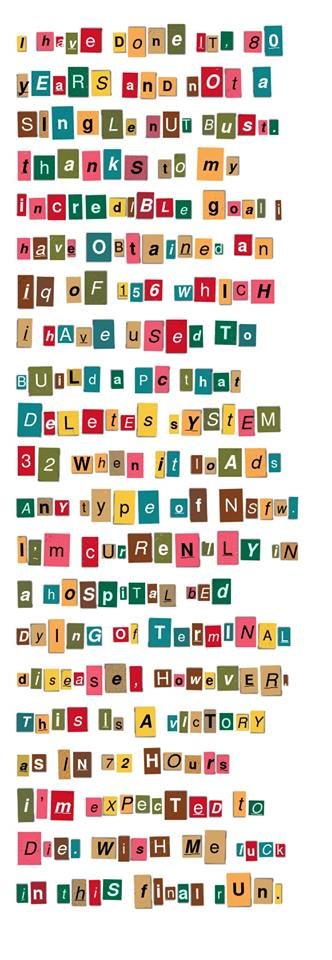 I have DOne IT, 80
yEaRS anD nOt a
SIngLe nUT BUst.
thankS tO my
incredIBLe goal i
have OBtained an
iq oF 156 whIcH
i hAve uSed To
BUiLd a Pc that
DeLetEs sYStEM
32 When it loAds
AnY type of Nsfw.
I'm cUrReNlLY iN
a hOSpiTaL bED
DyInG Of TermINAL
disease, HoweVER,
ThiS Is A vIcTORY
aS IN 72 HOurs
i'm eXPEcTeD tO
Die. WisH Me luCK
in thiS final rUn.